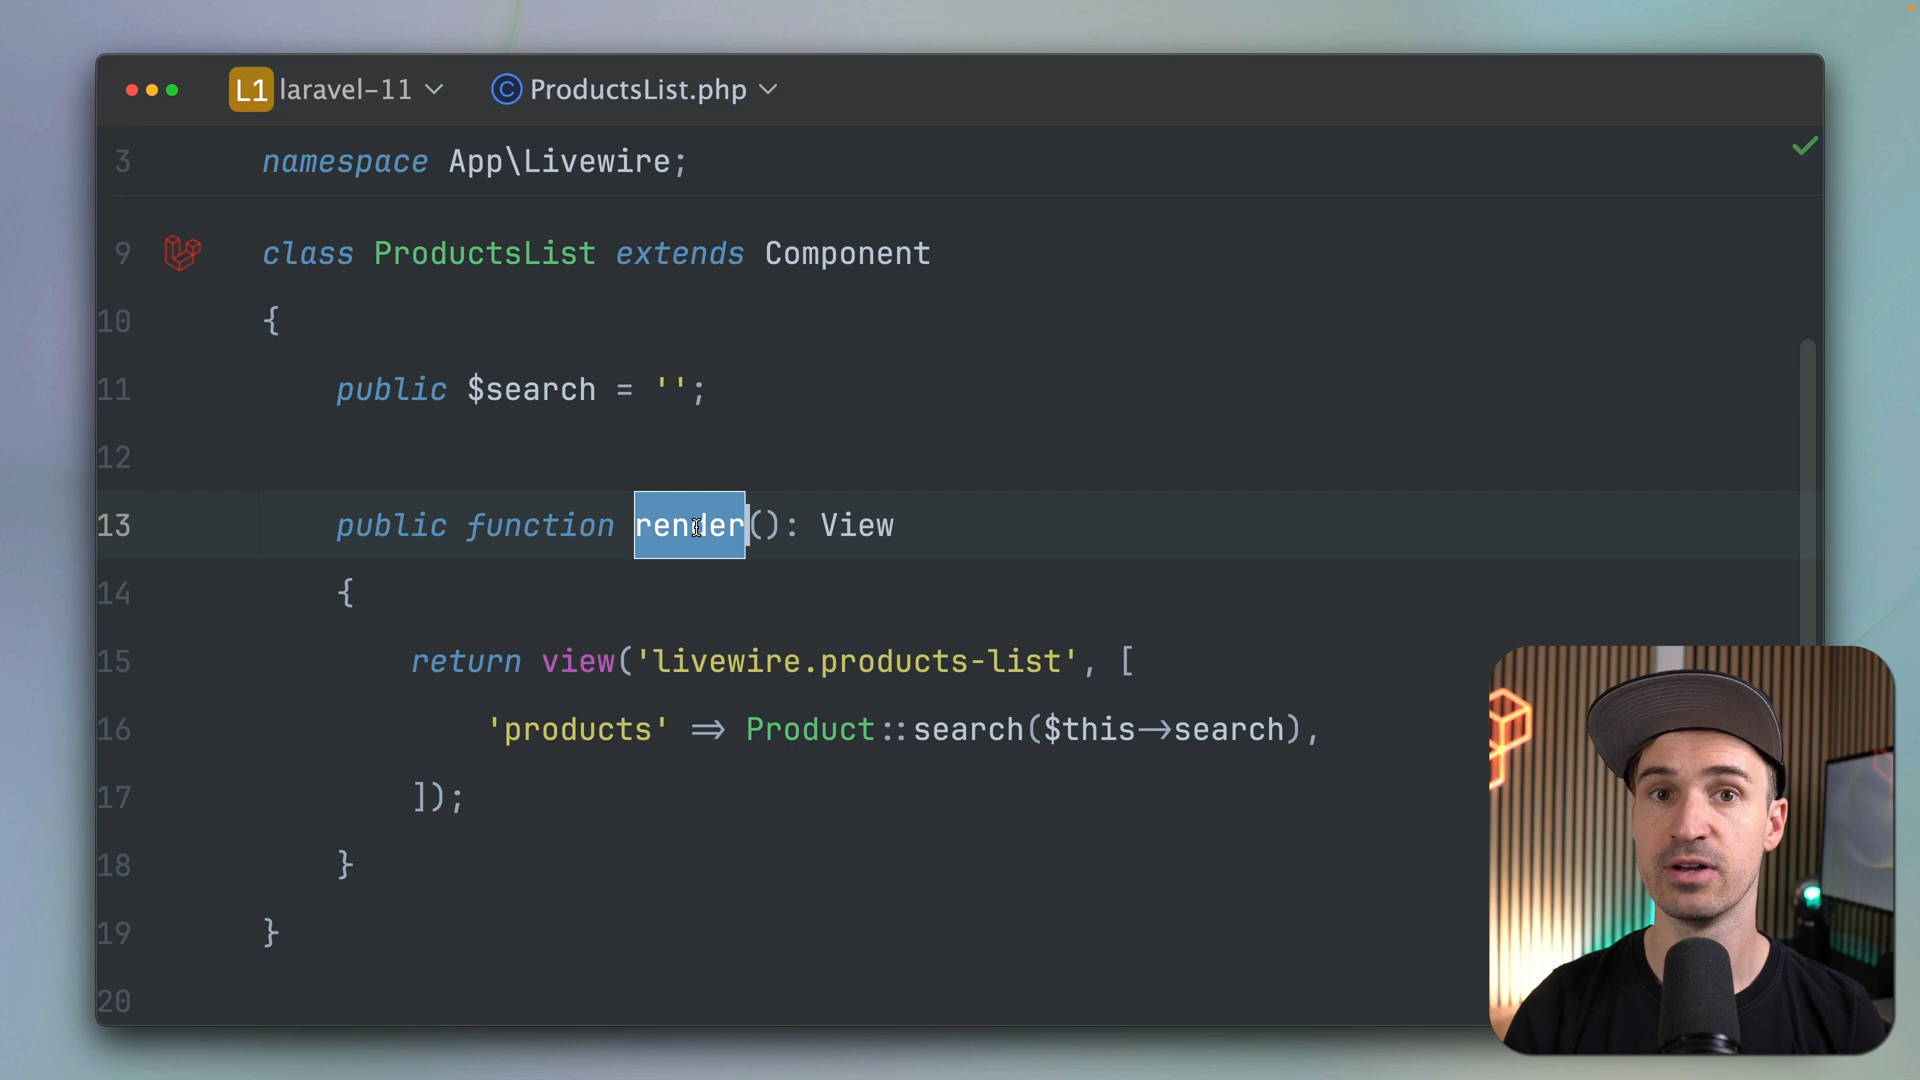 L1 laravel-11 ProductsList.php
3 namespace App\Livewire;
9 class ProductsList extends Component
10 {
11 public $search = '';
12
13 public function render(): View
14 {
15 return view('livewire.products-list', [
16 'products' => Product::search($this->search),
17 ]);
18 }
19 }
20